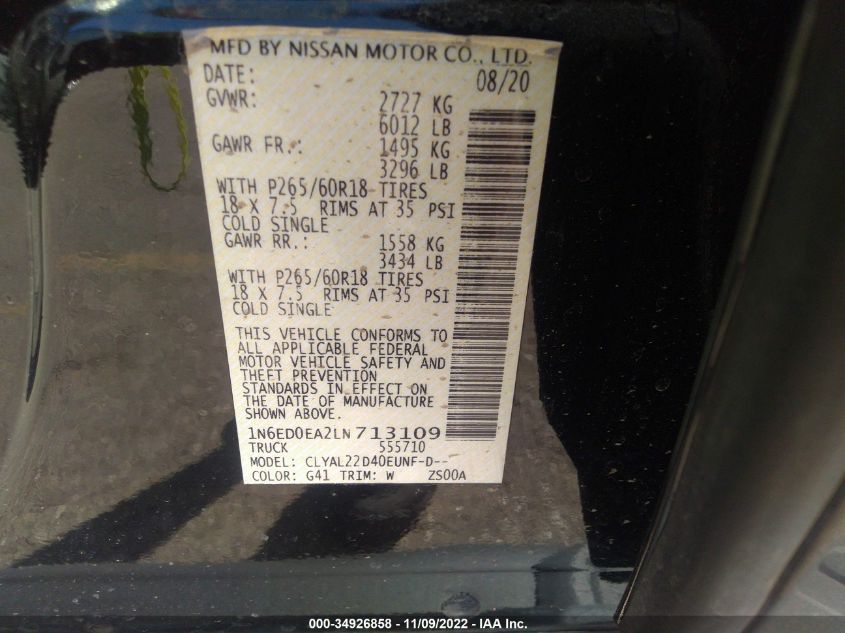 MFD BY NISSAN MOTOR CO., LTD.
DATE: 08/20
GVWR: 2727 KG
6012 LB
GAWR FR.: 1495 KG
3296 LB
WITH P265/60R18 TIRES
18 X 7.5 RIMS AT 35 PSI
COLD SINGLE
GAWR RR.: 1558 KG
3434 LB
WITH P265/60R18 TIRES
18 X 7.5 RIMS AT 35 PSI
COLD SINGLE
THIS VEHICLE CONFORMS TO
ALL APPLICABLE FEDERAL
MOTOR VEHICLE SAFETY AND
THEFT PREVENTION
STANDARDS IN EFFECT ON
THE DATE OF MANUFACTURE
SHOWN ABOVE.
1N6ED0EA2LN713109
TRUCK 555710
MODEL: CLYAL22D40EUNF-D--
COLOR: G41 TRIM: W ZS00A
000-34926858 - 11/09/2022 - IAA Inc.